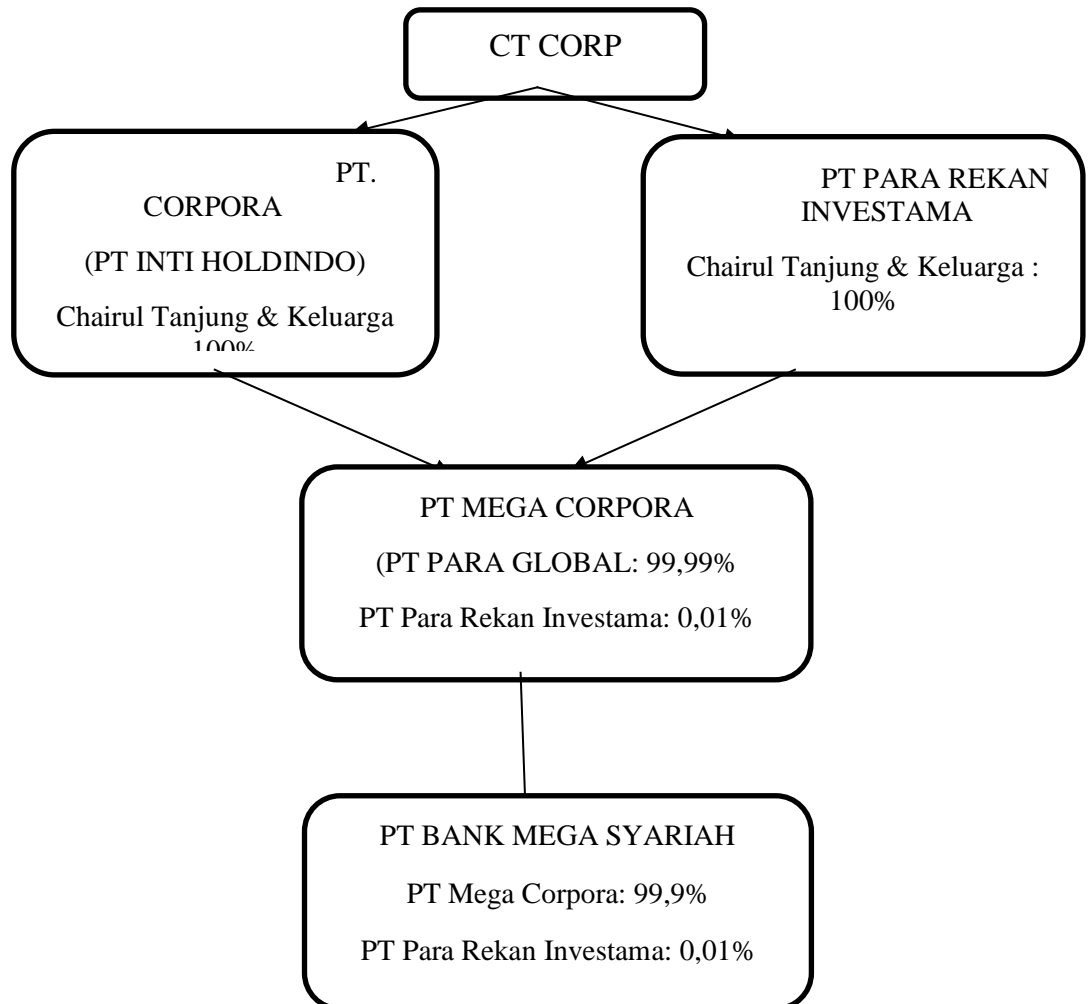 CT CORP
PT.
CORPORA
(PT INTI HOLDINDO)
Chairul Tanjung & Keluarga
100%
PT PARA REKAN
INVESTAMA
Chairul Tanjung & Keluarga :
100%
PT MEGA CORPORA
(PT PARA GLOBAL: 99,99%
PT Para Rekan Investama: 0,01%
PT BANK MEGA SYARIAH
PT Mega Corpora: 99,9%
PT Para Rekan Investama: 0,01%